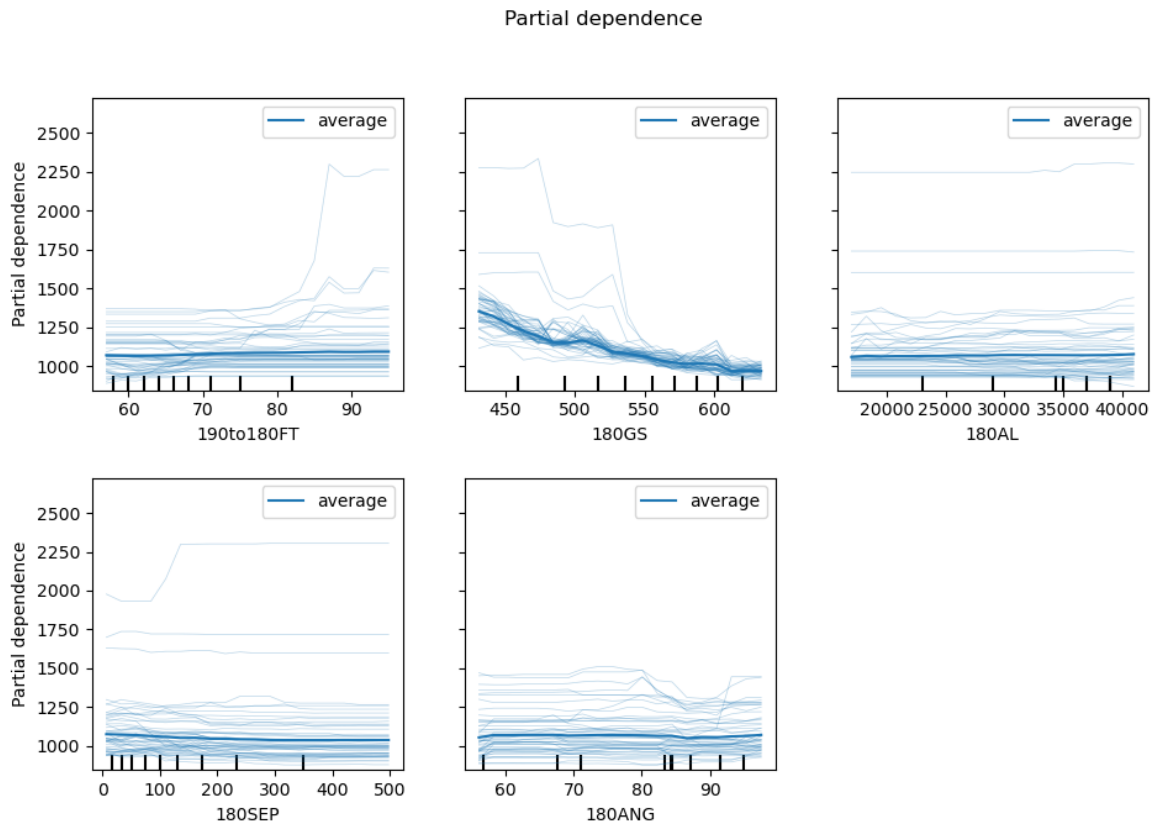 Partial dependence
average average average
2500
2250
2000
1750
1500
1250
1000
Partial dependence
60 70 80 90
450 500 550 600
20000 25000 30000 35000 40000
190to180FT 180GS 180AL
average average
2500
2250
2000
1750
1500
1250
1000
Partial dependence
0 100 200 300 400 500
60 70 80 90
180SEP 180ANG